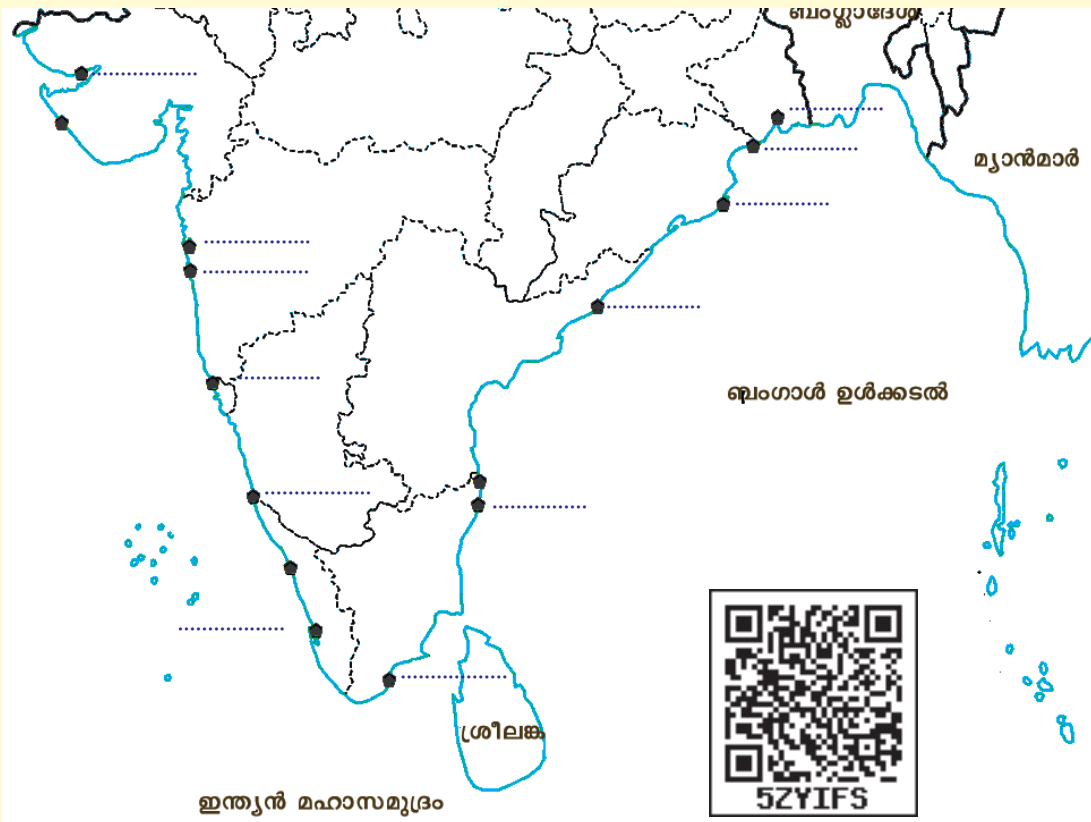 ബംഗ്ലാദേശ്
മ്യാൻമാർ
ബംഗാൾ ഉൾക്കടൽ
ശ്രീലങ്ക
ഇന്ത്യൻ മഹാസമുദ്രം
5ZYIFS